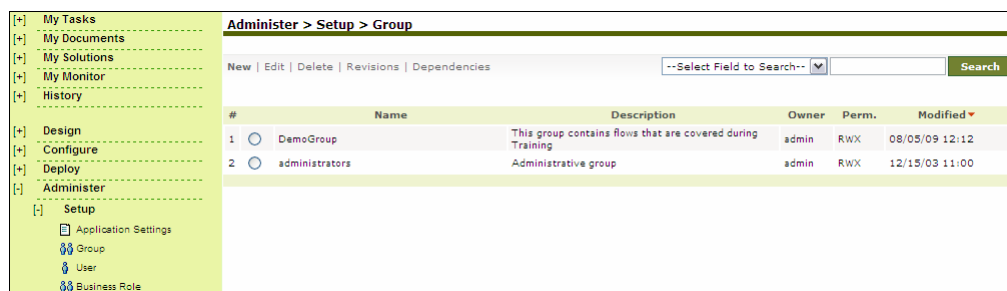 [+] My Tasks
[+] My Documents
[+] My Solutions
[+] My Monitor
[+] History
[+] Design
[+] Configure
[+] Deploy
[-] Administer
[-] Setup
Application Settings
Group
User
Business Role
Administer > Setup > Group
New | Edit | Delete | Revisions | Dependencies --Select Field to Search-- Search
# Name Description Owner Perm. Modified
1 DemoGroup This group contains flows that are covered during Training admin RWX 08/05/09 12:12
2 administrators Administrative group admin RWX 12/15/03 11:00